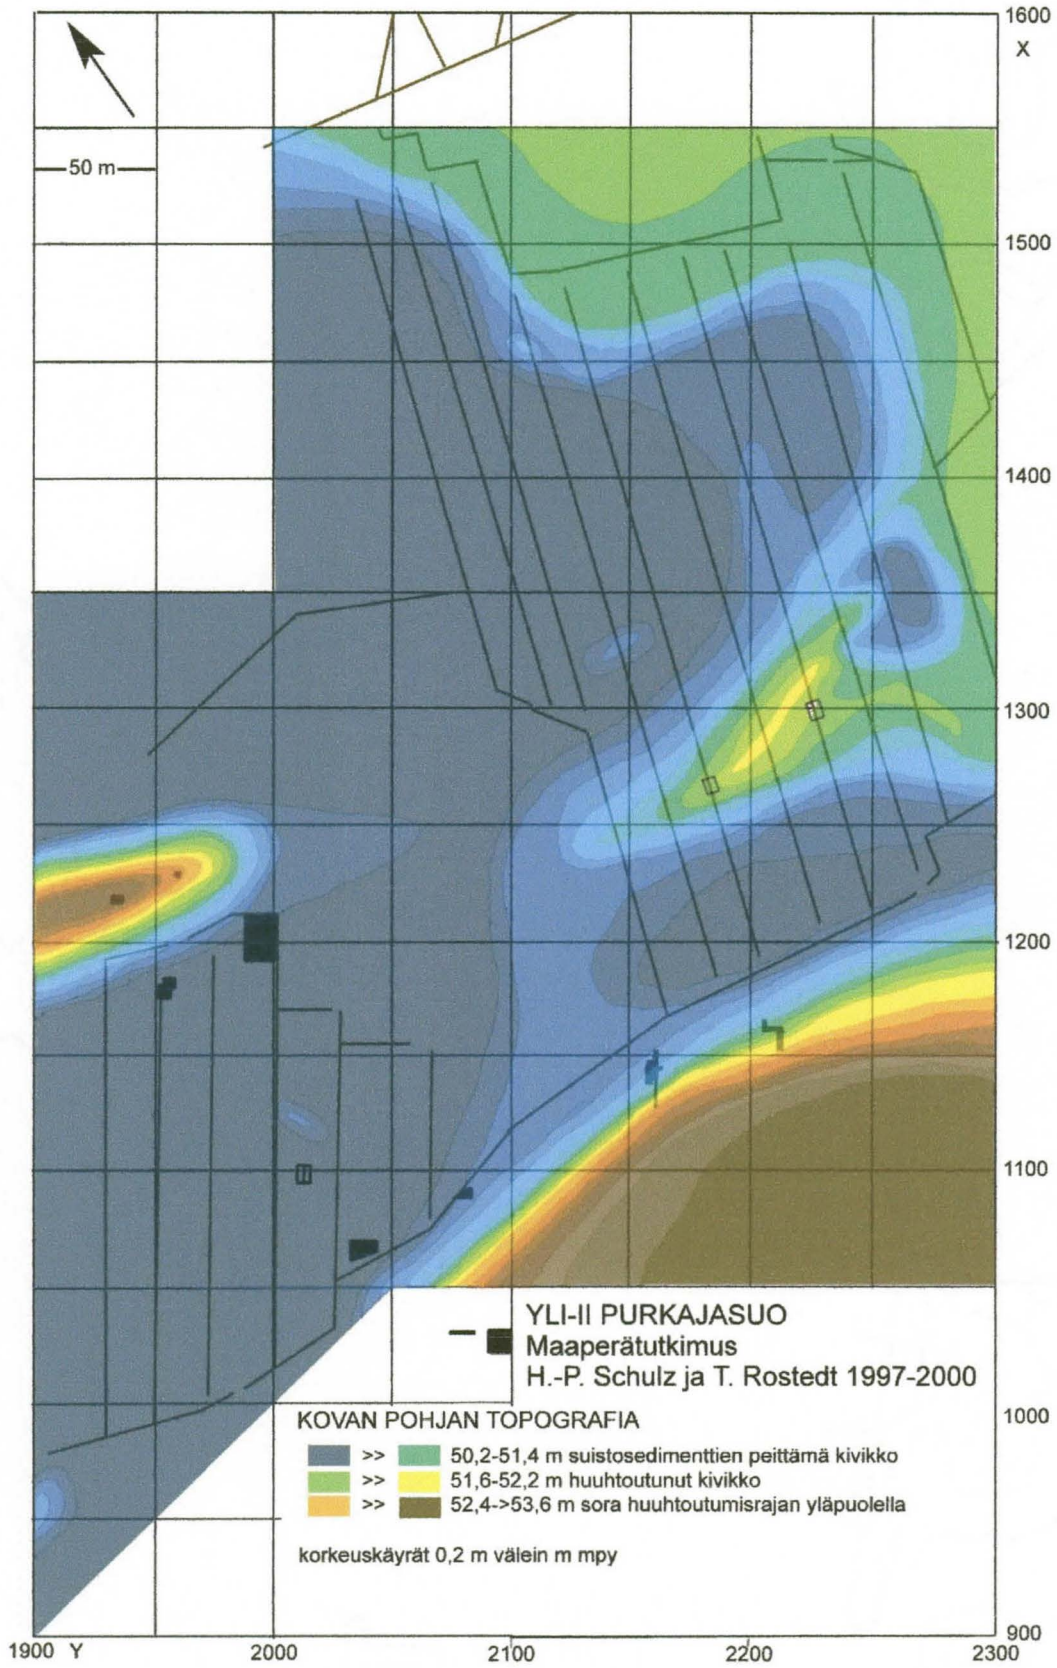 1600
X
50 m
1500
1400
1300
1200
1100
YLI-II PURKAJASUO
Maaperätutkimus
H.-P. Schulz ja T. Rostedt 1997-2000
1000
KOVAN POHJAN TOPOGRAFIA
>> 50,2-51,4 m suistosedimenttien peittämä kivikko
>> 51,6-52,2 m huuhtoutunut kivikko
>> 52,4->53,6 m sora huuhtoutumisrajan yläpuolella
korkeuskäyrät 0,2 m välein m mpy
900
1900 Y 2000 2100 2200 2300